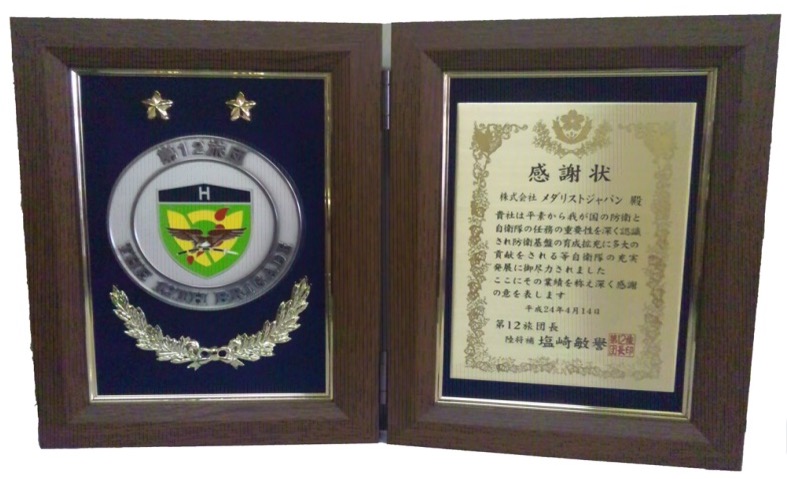 第12旅団
H
THE 12TH BRIGADE
感謝状
株式会社 メダリストジャパン 殿
貴社は平素から我が国の防衛と
自衛隊の任務の重要性を深く認識
され防衛基盤の育成拡充に多大の
貢献をされる等自衛隊の充実
発展に御尽力されました
ここにその業績を称え深く感謝
の意を表します
平成24年4月14日
第12旅団長
陸将補 塩崎敏譽
第12旅
団長印